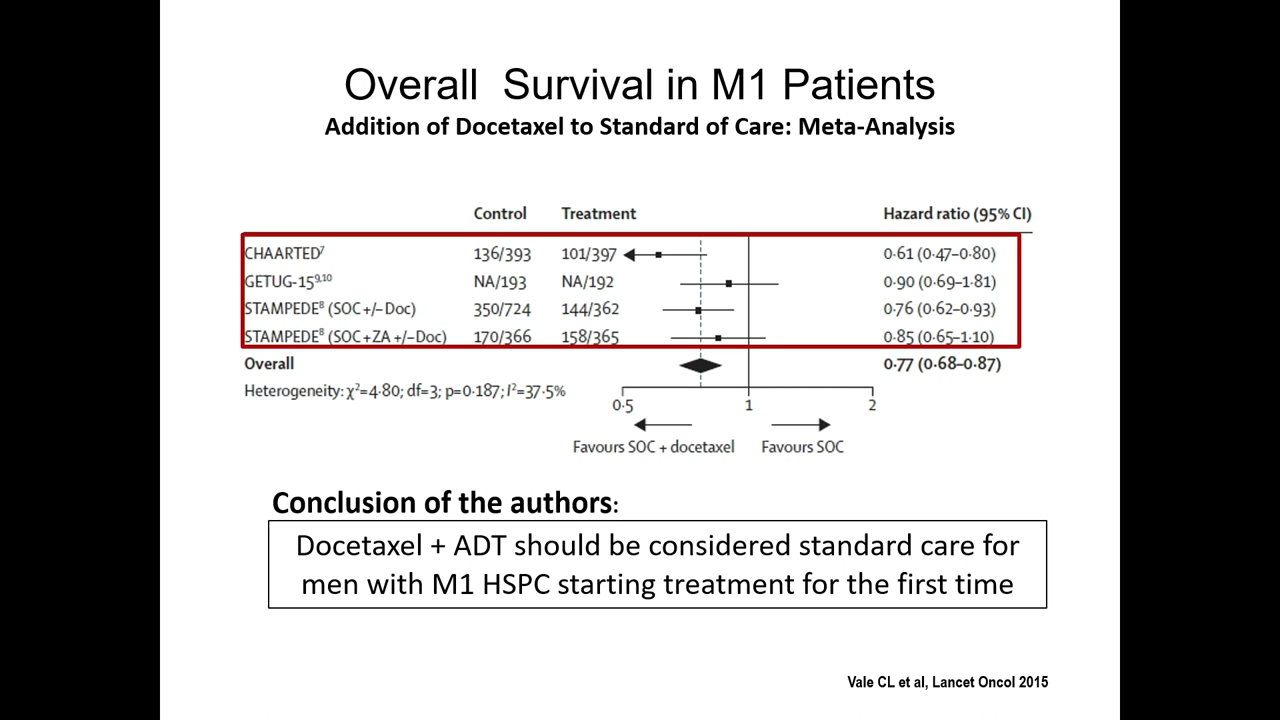 Overall Survival in M1 Patients
Addition of Docetaxel to Standard of Care: Meta-Analysis
Control Treatment Hazard ratio (95% CI)
CHAARTED⁷ 136/393 101/397 0·61 (0·47–0·80)
GETUG-15⁹,¹⁰ NA/193 NA/192 0·90 (0·69–1·81)
STAMPEDE⁸ (SOC +/– Doc) 350/724 144/362 0·76 (0·62–0·93)
STAMPEDE⁸ (SOC + ZA +/– Doc) 170/366 158/365 0·85 (0·65–1·10)
Overall 0·77 (0·68–0·87)
Heterogeneity: χ²=4·80; df=3; p=0·187; I²=37·5%
0·5 1 2
Favours SOC + docetaxel Favours SOC
Conclusion of the authors:
Docetaxel + ADT should be considered standard care for
men with M1 HSPC starting treatment for the first time
Vale CL et al, Lancet Oncol 2015